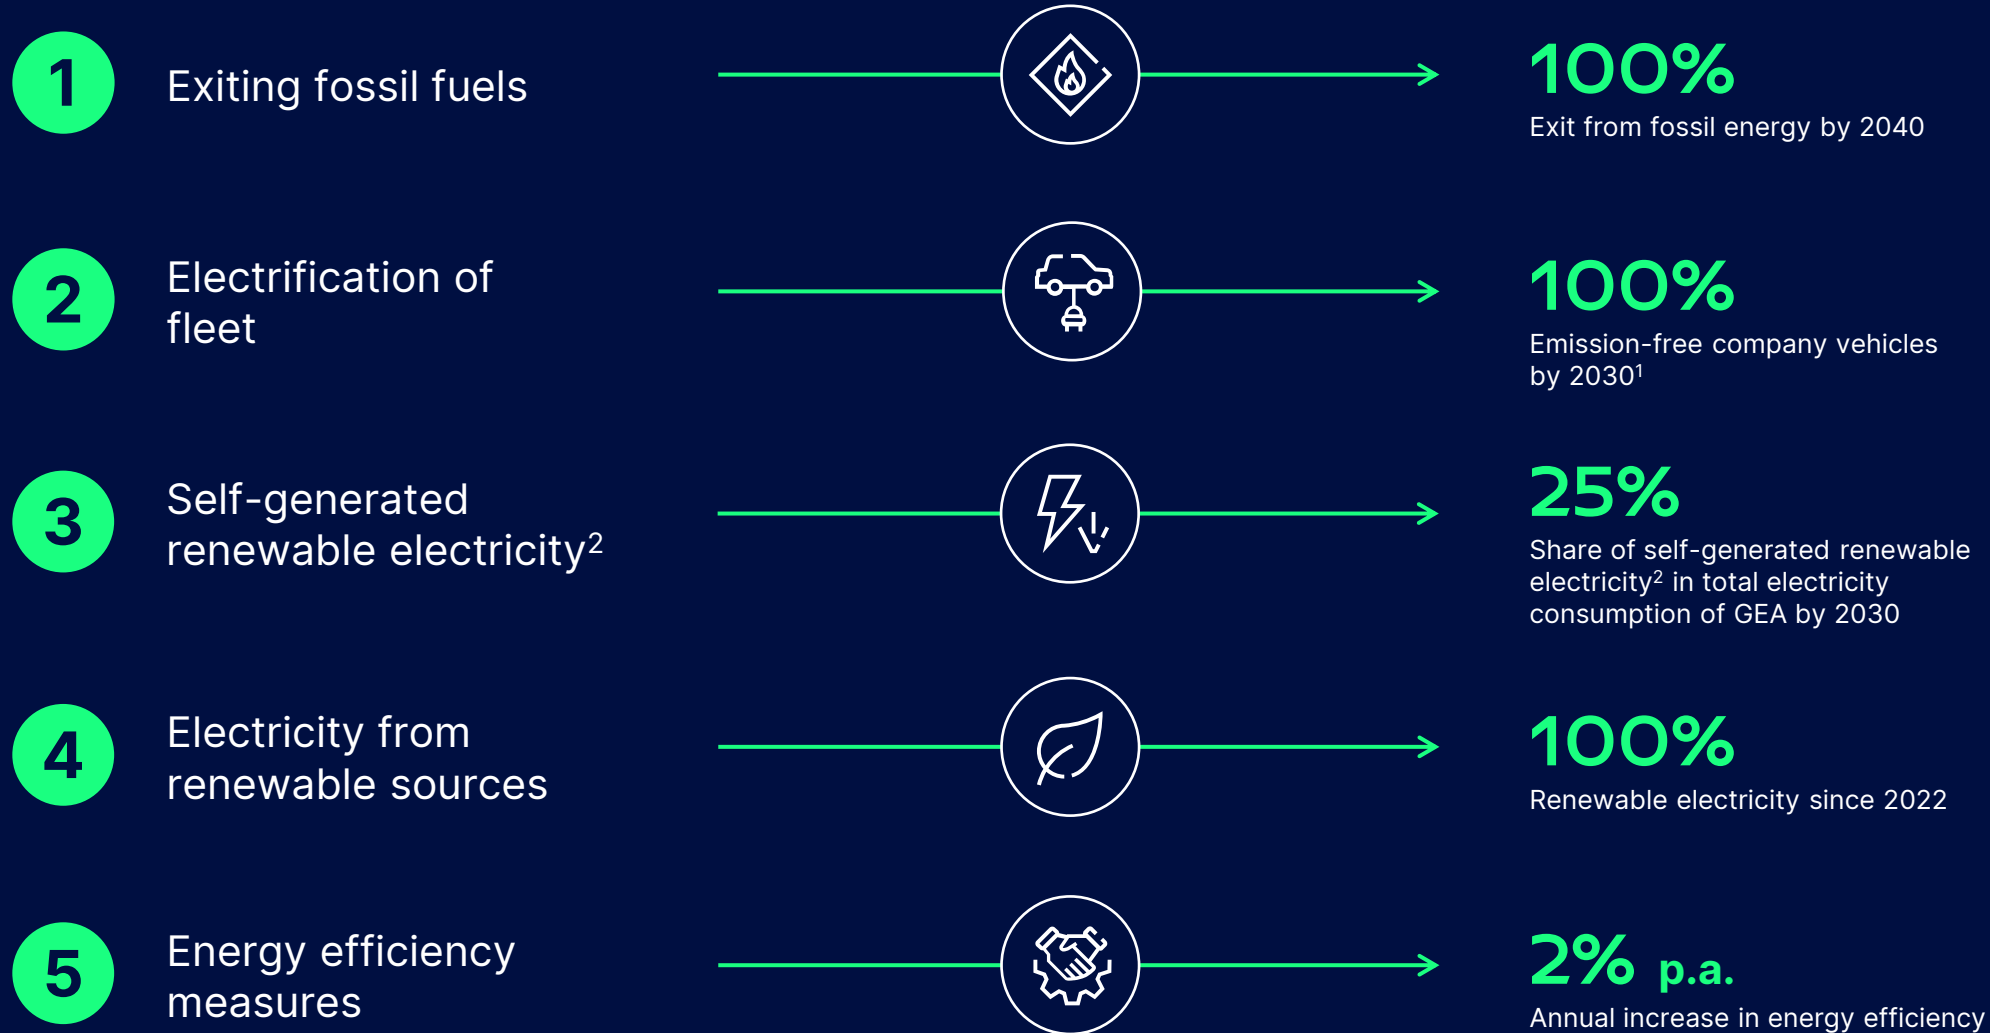 1
Exiting fossil fuels
100%
Exit from fossil energy by 2040
2
Electrification of
fleet
100%
Emission-free company vehicles
by 2030¹
3
Self-generated
renewable electricity²
25%
Share of self-generated renewable
electricity² in total electricity
consumption of GEA by 2030
4
Electricity from
renewable sources
100%
Renewable electricity since 2022
5
Energy efficiency
measures
2% p.a.
Annual increase in energy efficiency